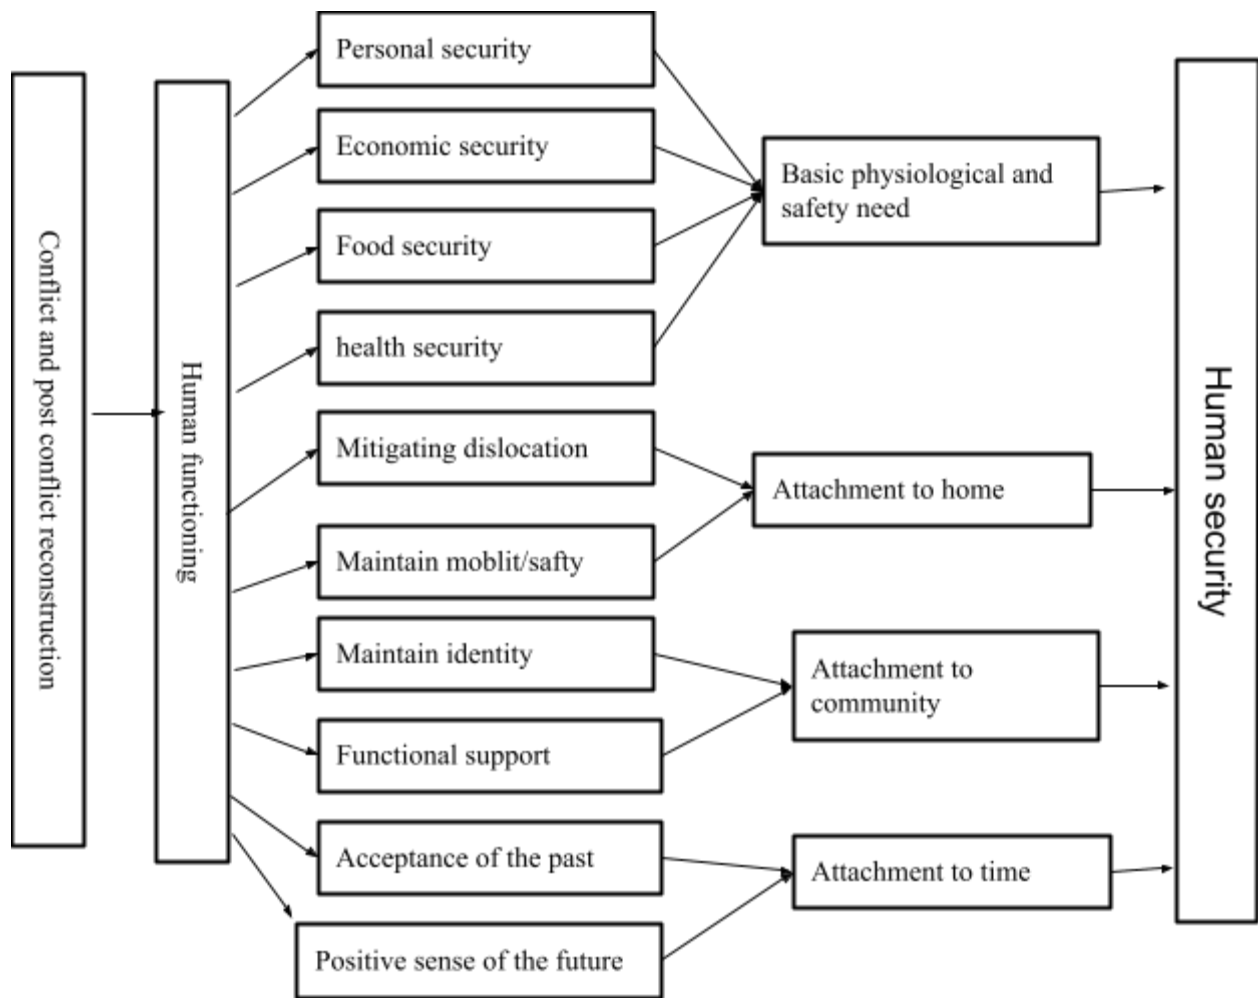 Conflict and post conflict reconstruction
Human functioning
Personal security
Economic security
Food security
health security
Mitigating dislocation
Maintain moblit/safty
Maintain identity
Functional support
Acceptance of the past
Positive sense of the future
Basic physiological and
safety need
Attachment to home
Attachment to
community
Attachment to time
Human security